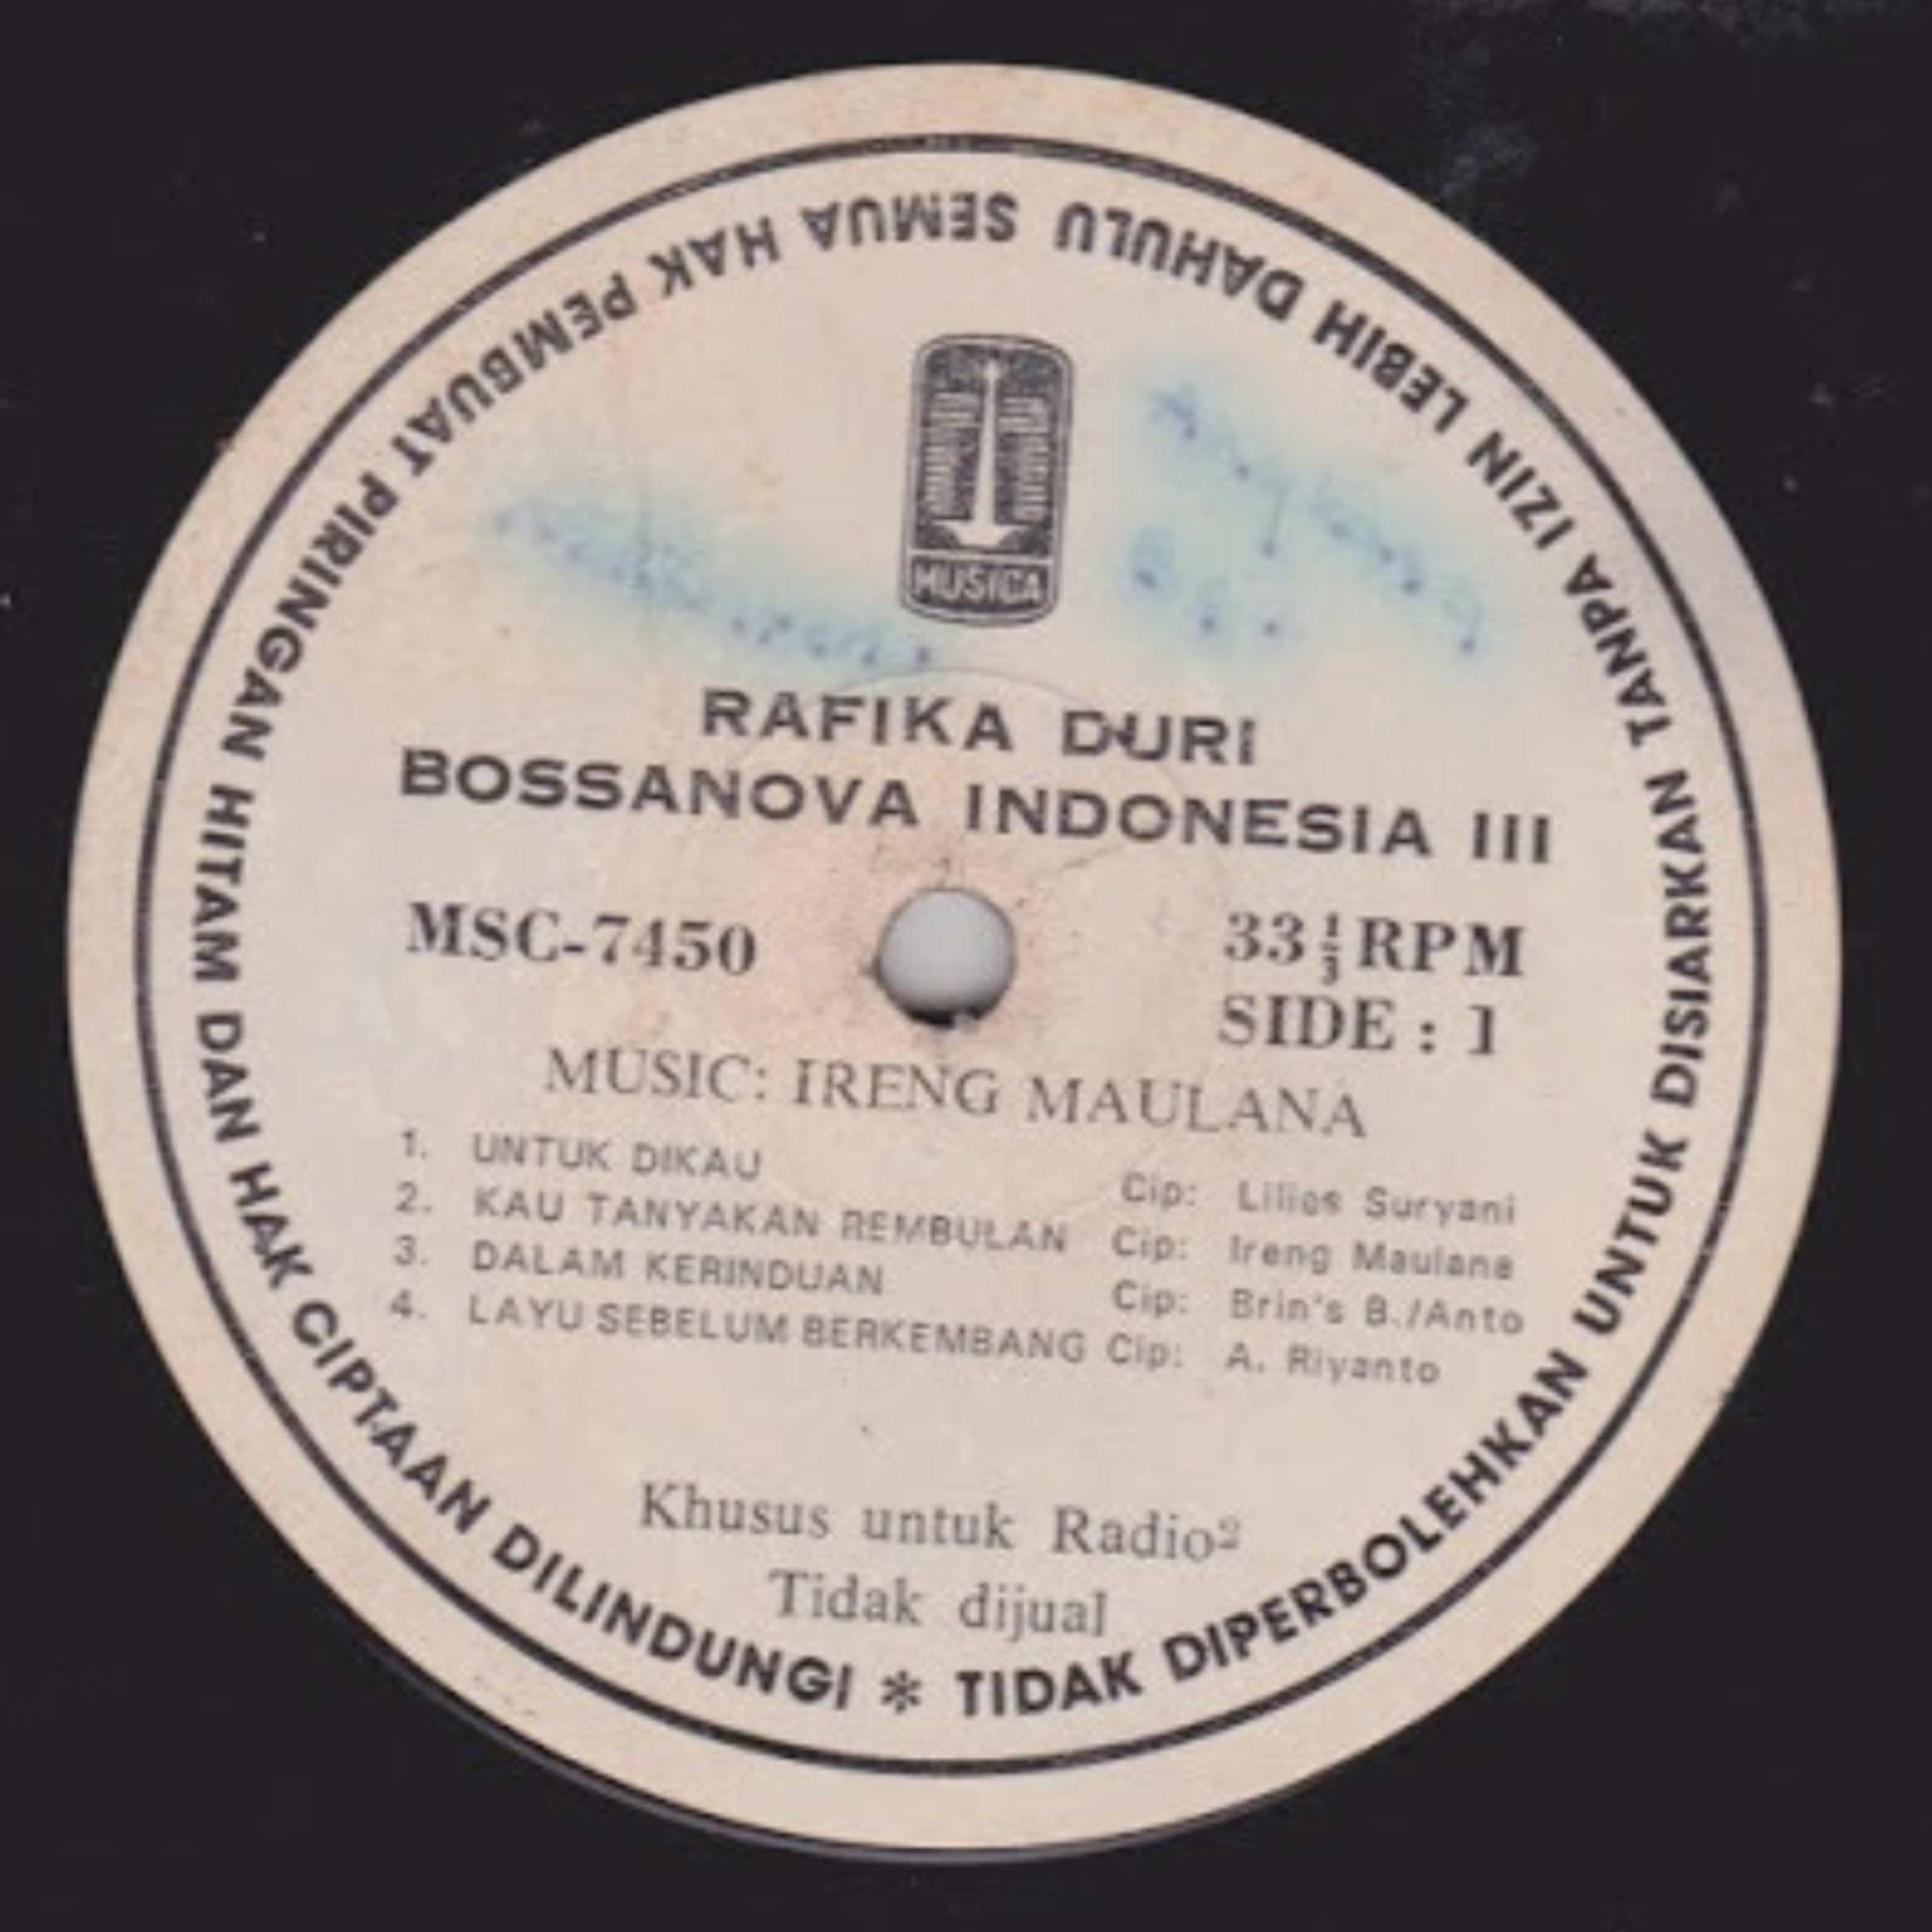 SEMUA HAK PEMBUAT PIRINGAN HITAM DAN HAK CIPTAAN DILINDUNGI * TIDAK DIPERBOLEHKAN UNTUK DISIARKAN TANPA IZIN LEBIH DAHULU
MUSICA
RAFIKA DURI
BOSSANOVA INDONESIA III
MSC-7450
33⅓ RPM
SIDE : 1
MUSIC: IRENG MAULANA
1. UNTUK DIKAU Cip: Lilies Suryani
2. KAU TANYAKAN REMBULAN Cip: Ireng Maulana
3. DALAM KERINDUAN Cip: Brin's B./Anto
4. LAYU SEBELUM BERKEMBANG Cip: A. Riyanto
Khusus untuk Radio²
Tidak dijual